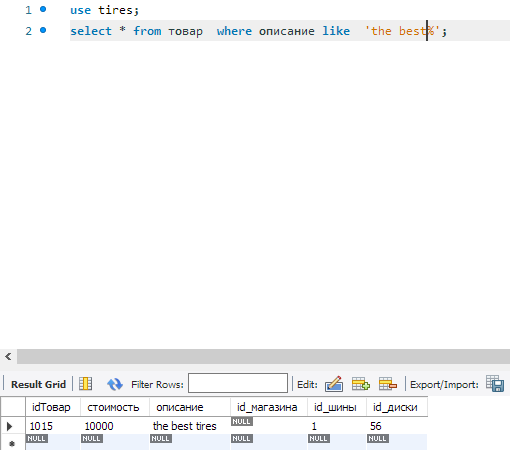 1 use tires;
2 select * from товар  where описание like  'the best%';
Result Grid Filter Rows: Edit: Export/Import:
idТовар стоимость описание id_магазина id_шины id_диски
1015 10000 the best tires NULL 1 56
NULL NULL NULL NULL NULL NULL